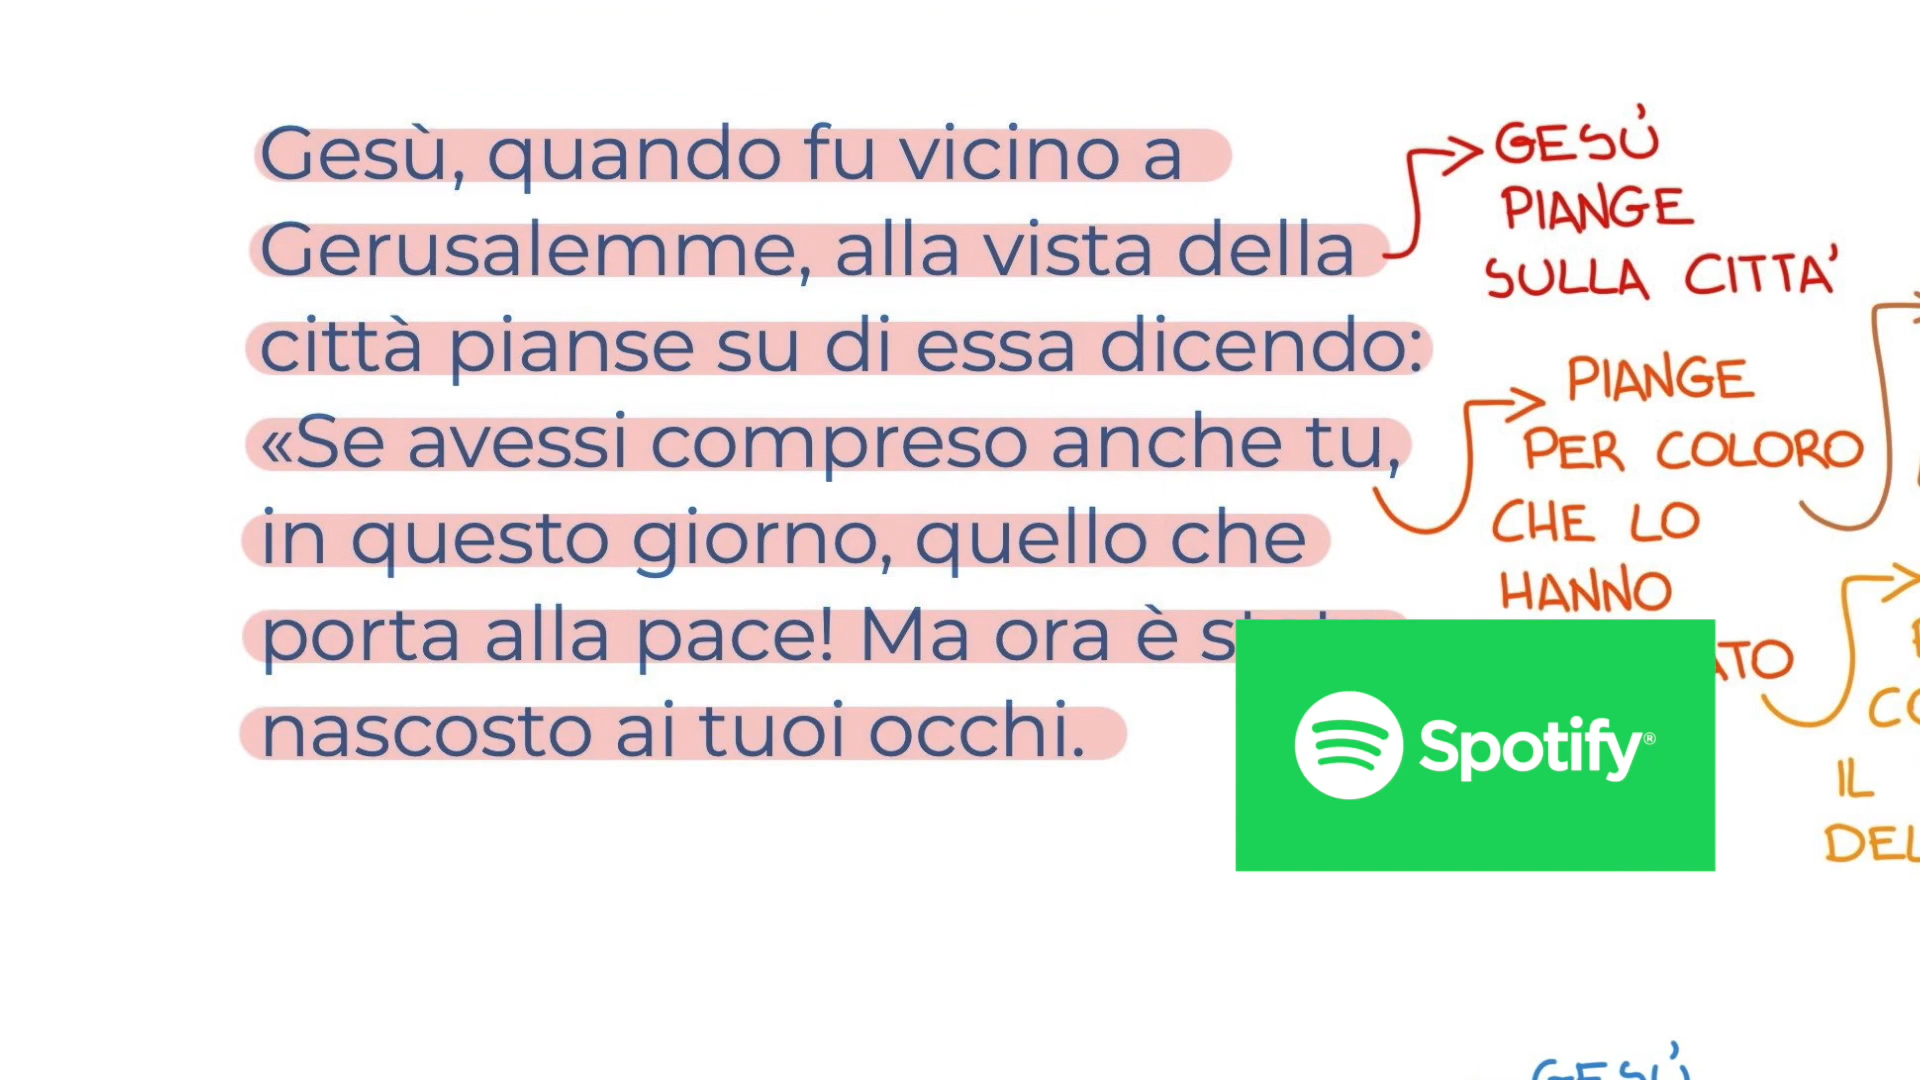 Gesù, quando fu vicino a
Gerusalemme, alla vista della
città pianse su di essa dicendo:
«Se avessi compreso anche tu,
in questo giorno, quello che
porta alla pace! Ma ora è
nascosto ai tuoi occhi.
GESÙ
PIANGE
SULLA CITTA'
PIANGE
PER COLORO
CHE LO
HANNO
Spotify®
IL
GESÙ